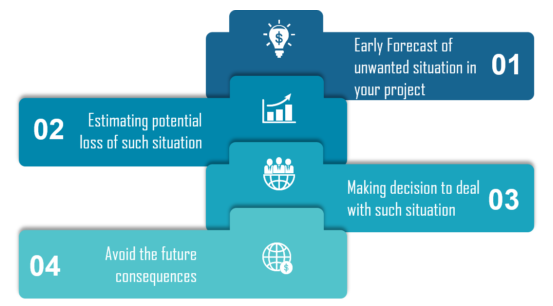 Early Forecast of
unwanted situation in
your project
01
02
Estimating potential
loss of such situation
Making decision to deal
with such situation
03
04
Avoid the future
consequences